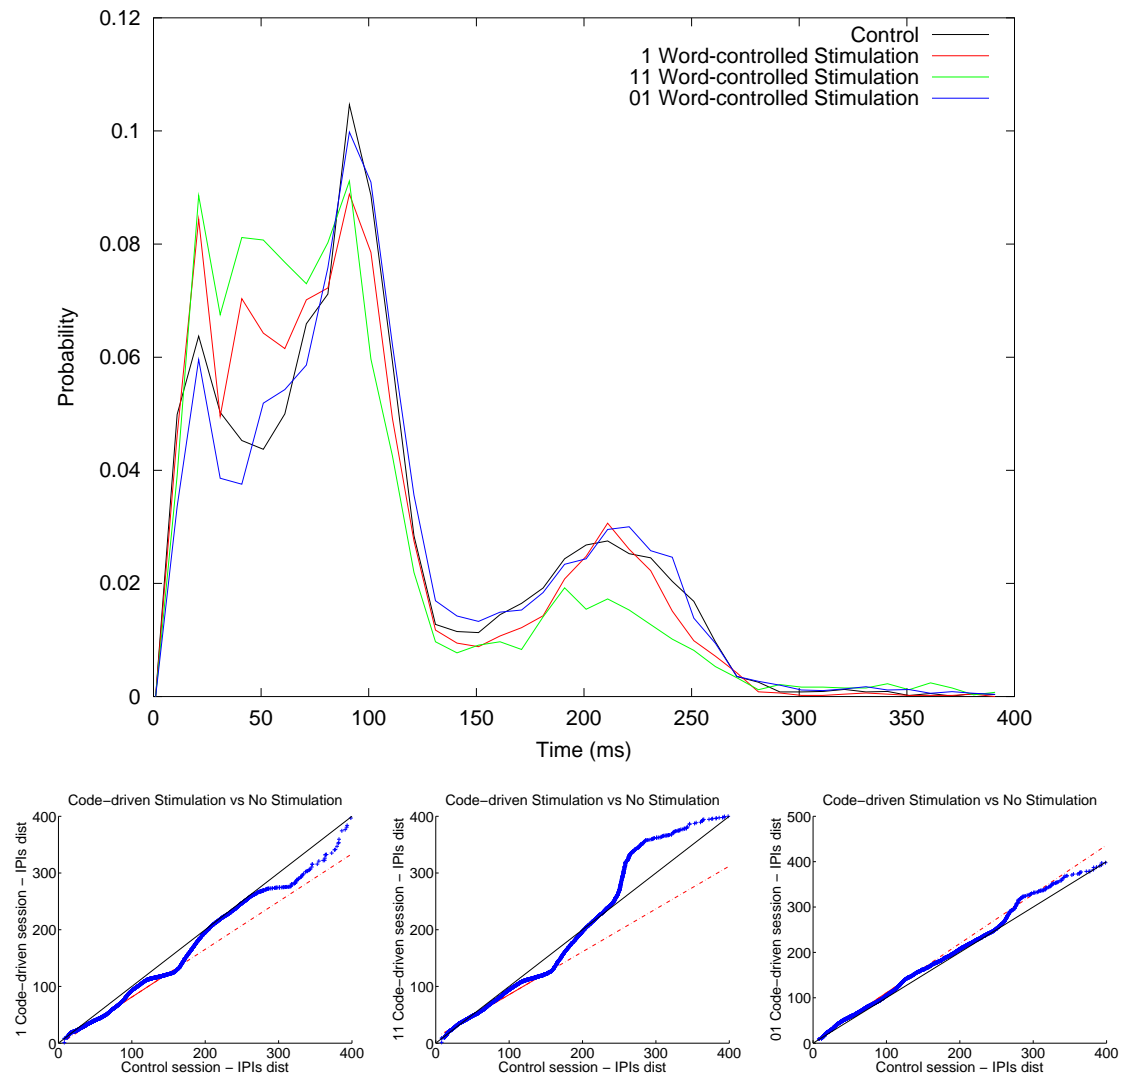 Control
1 Word-controlled Stimulation
11 Word-controlled Stimulation
01 Word-controlled Stimulation
0.12
0.1
0.08
0.06
0.04
0.02
0
Probability
0 50 100 150 200 250 300 350 400
Time (ms)
Code-driven Stimulation vs No Stimulation
400
300
200
100
0
1 Code-driven session - IPIs dist
0 100 200 300 400
Control session - IPIs dist
Code-driven Stimulation vs No Stimulation
400
300
200
100
0
11 Code-driven session - IPIs dist
0 100 200 300 400
Control session - IPIs dist
Code-driven Stimulation vs No Stimulation
500
400
300
200
100
0
01 Code-driven session - IPIs dist
0 100 200 300 400
Control session - IPIs dist